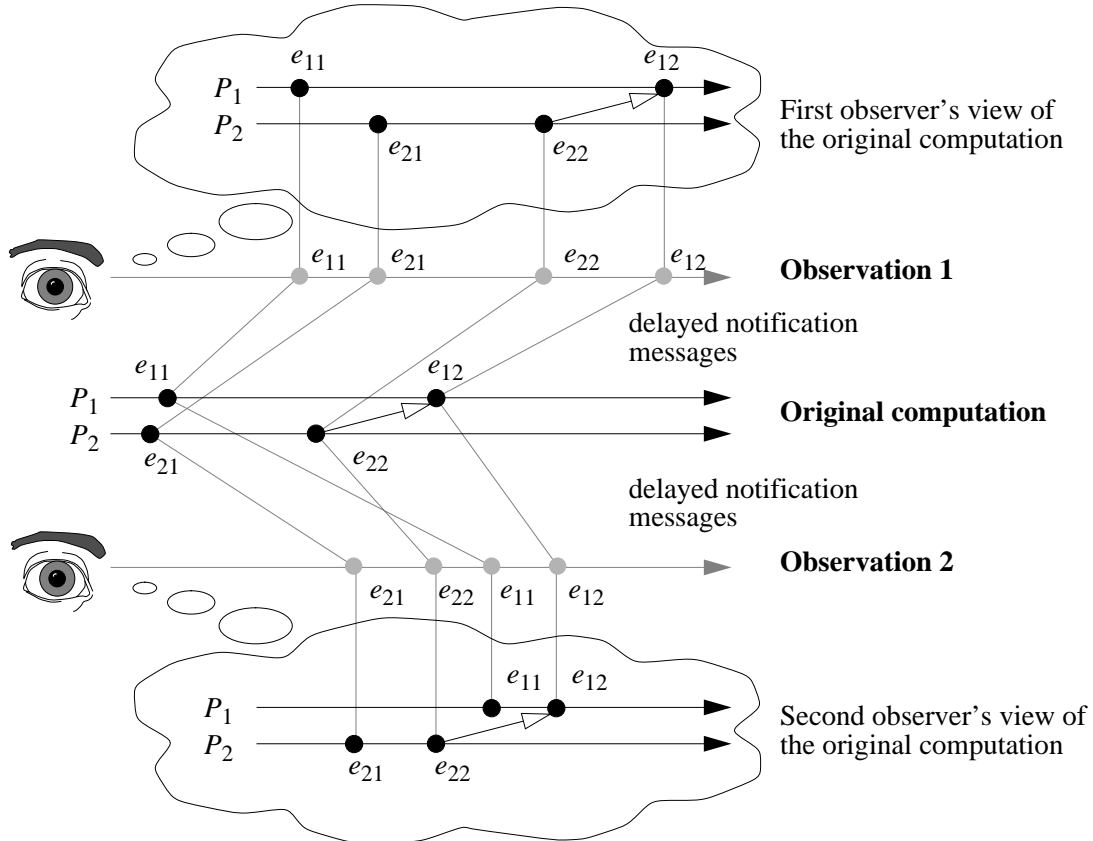 e11 e12
P1
P2
e21 e22
First observer’s view of
the original computation
e11 e21 e22 e12
Observation 1
delayed notification
messages
e11 e12
P1
P2
e21 e22
Original computation
delayed notification
messages
Observation 2
e21 e22 e11 e12
e11 e12
P1
P2
e21 e22
Second observer’s view of
the original computation